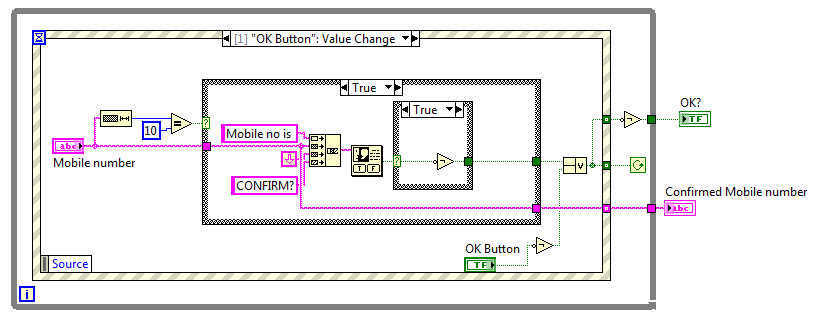 [1] "OK Button": Value Change
True
True
OK?
TF
10
=
?
Mobile no is
abc
Mobile number
?
CONFIRM?
T F
V
Confirmed Mobile number
abc
OK Button
TF
Source
i